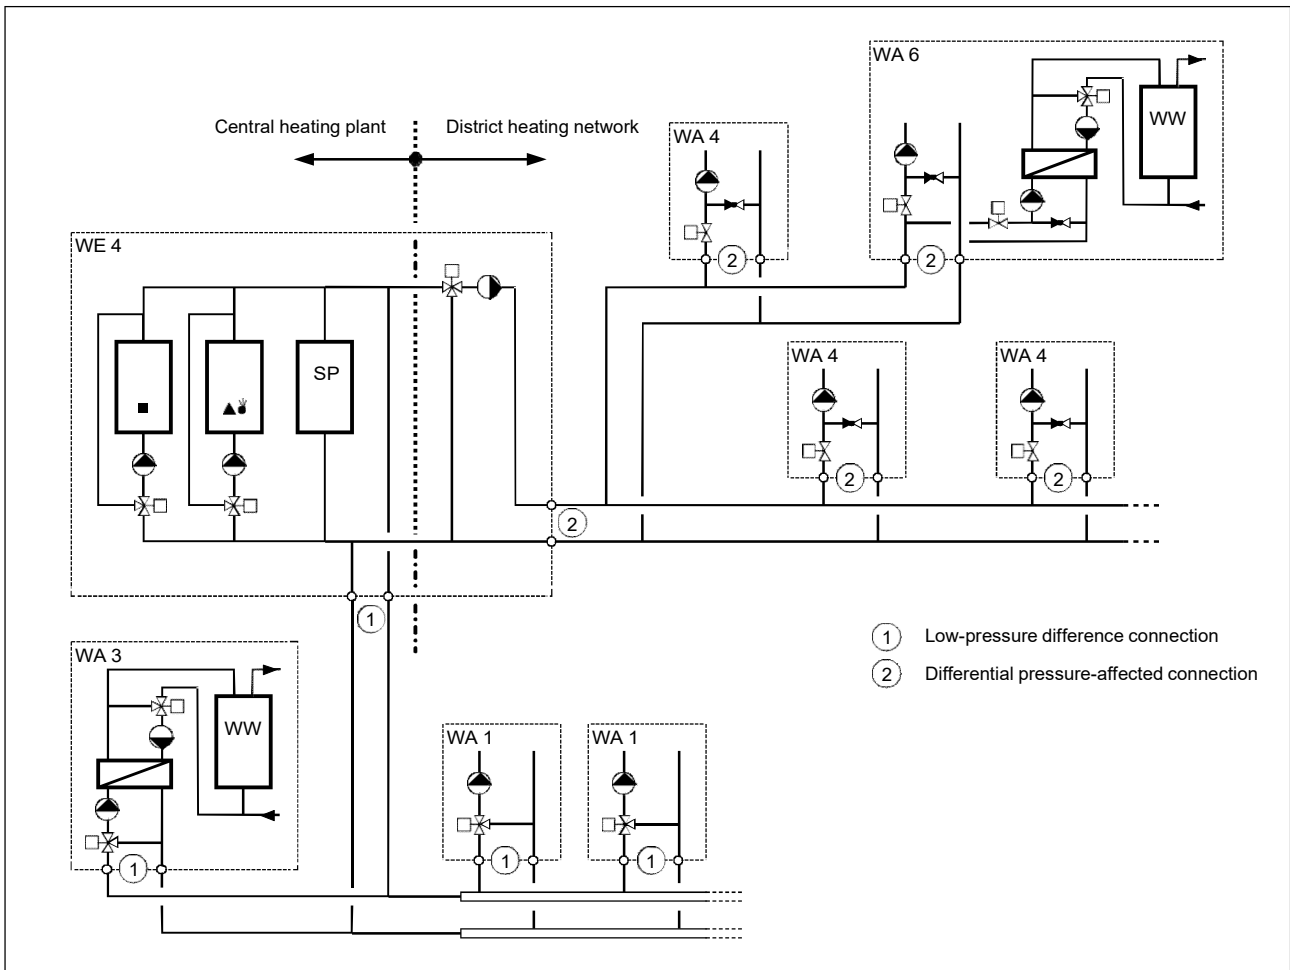 WA 6
Central heating plant
District heating network
WA 4
WW
2
2
WE 4
SP
WA 4
WA 4
2
2
2
1
1 Low-pressure difference connection
2 Differential pressure-affected connection
WA 3
WW
WA 1
WA 1
1
1
1